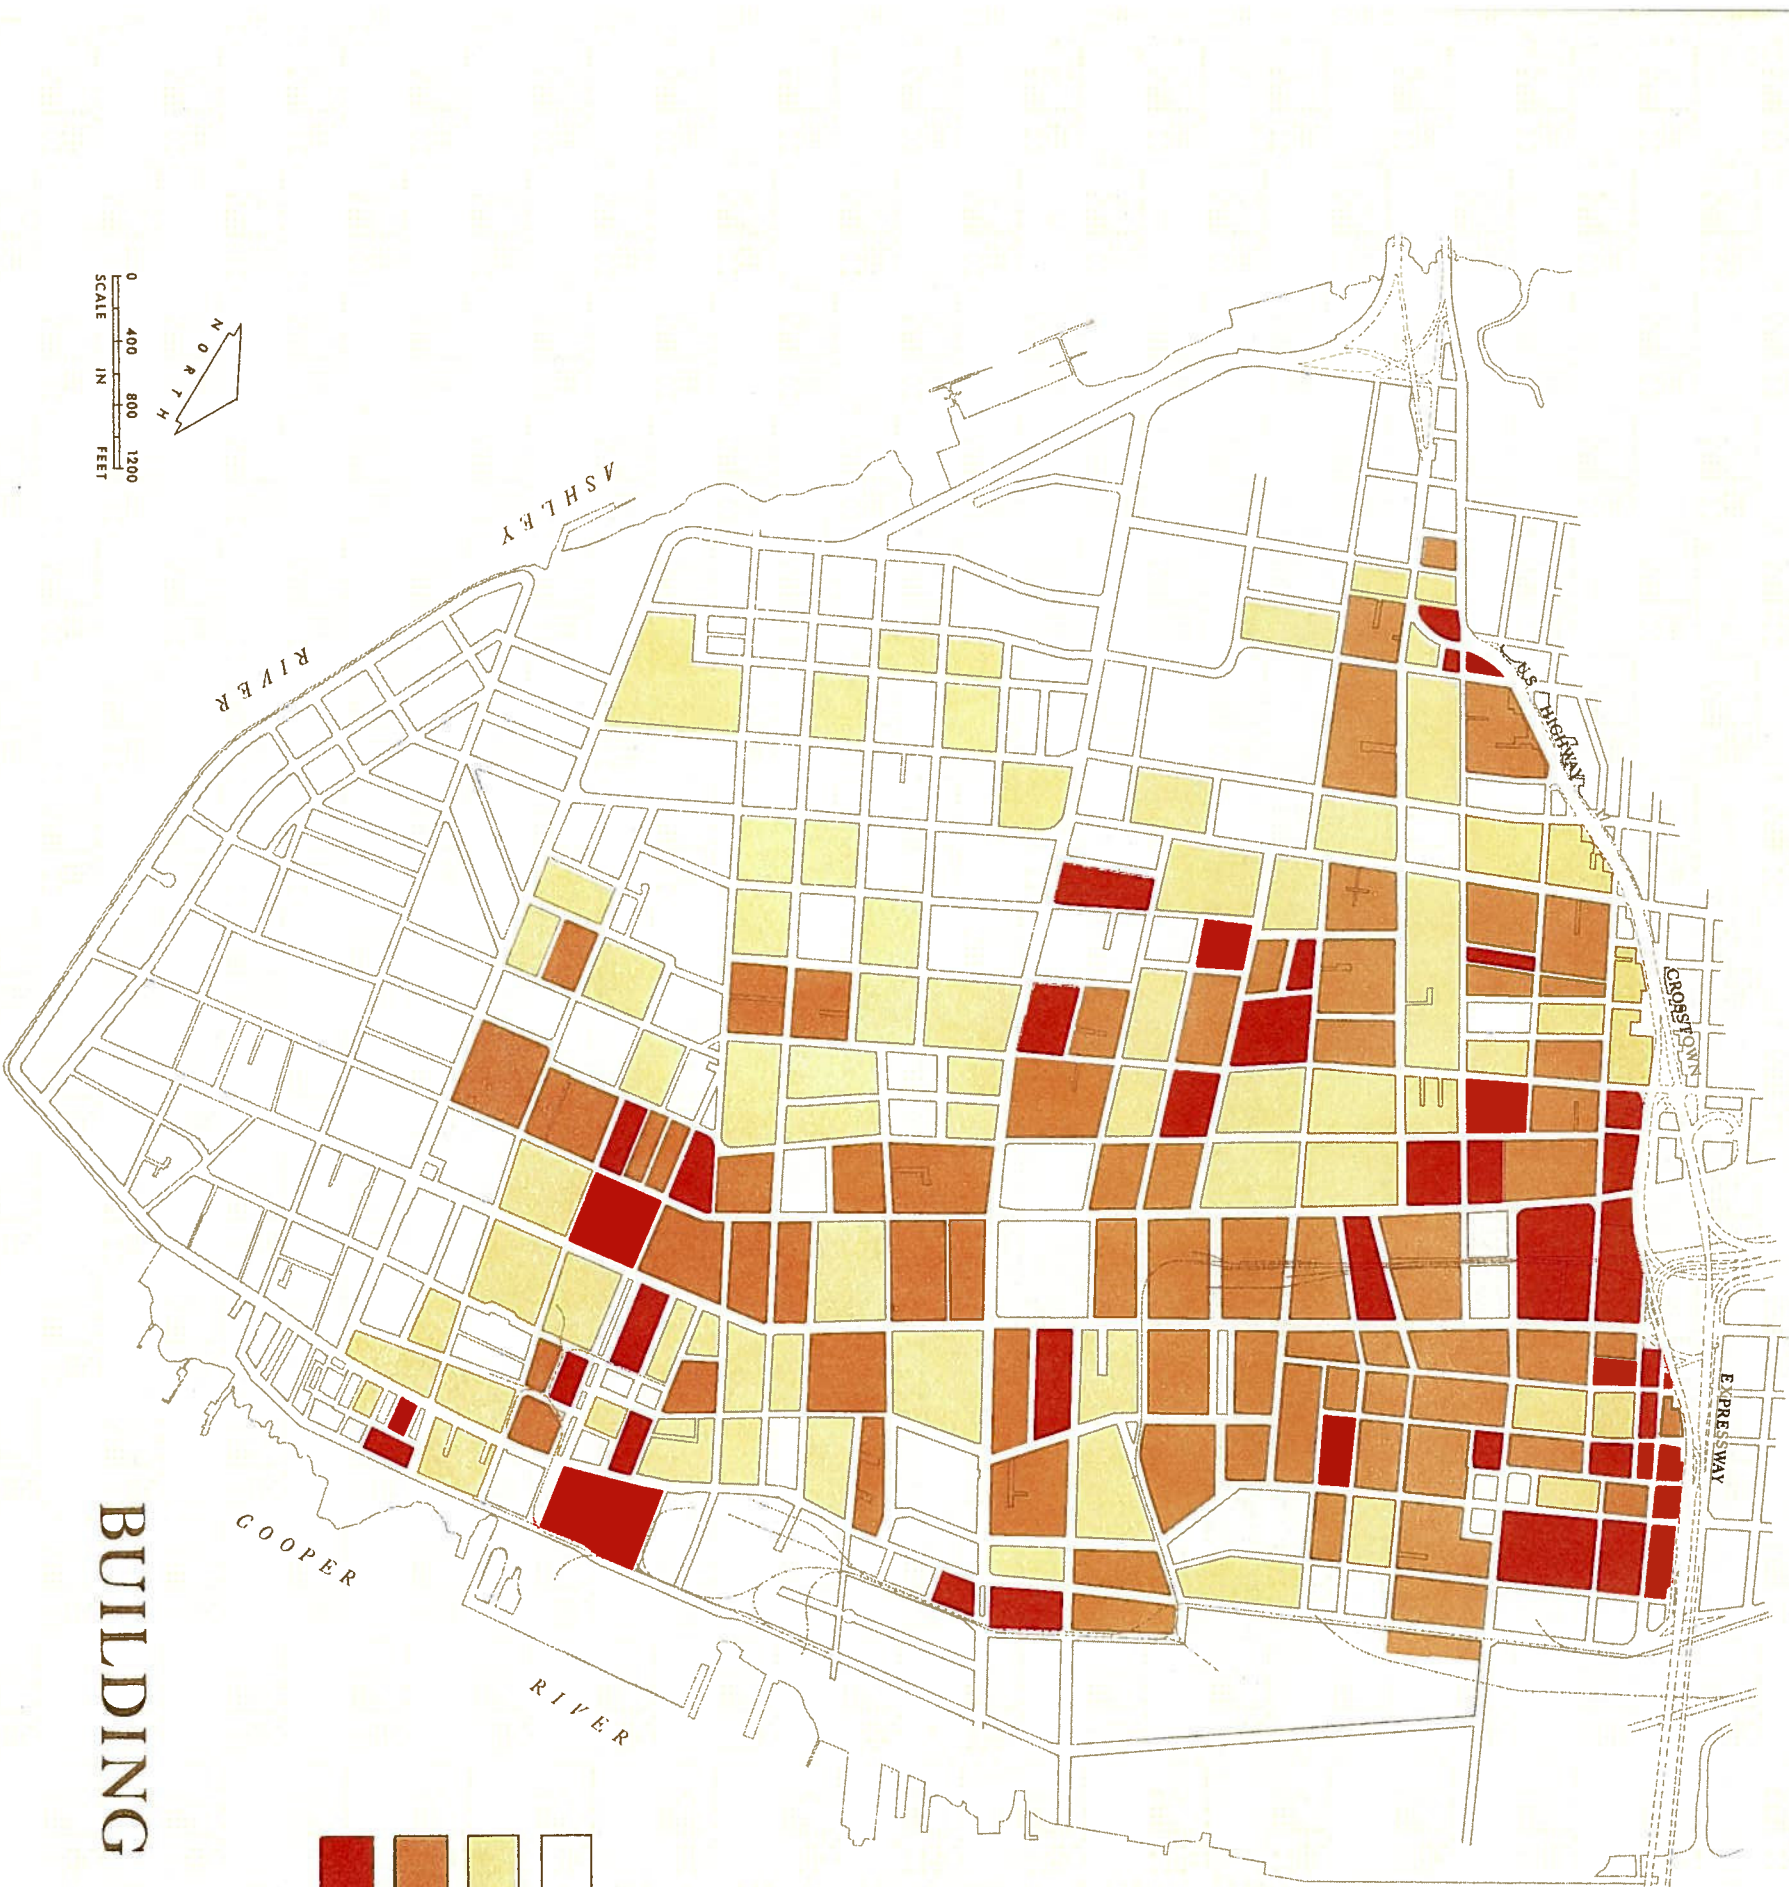 BUILDING
0 400 800 1200
SCALE IN FEET
NORTH
ASHLEY
RIVER
COOPER
RIVER
U.S. HIGHWAY
CROSSTOWN
EXPRESSWAY